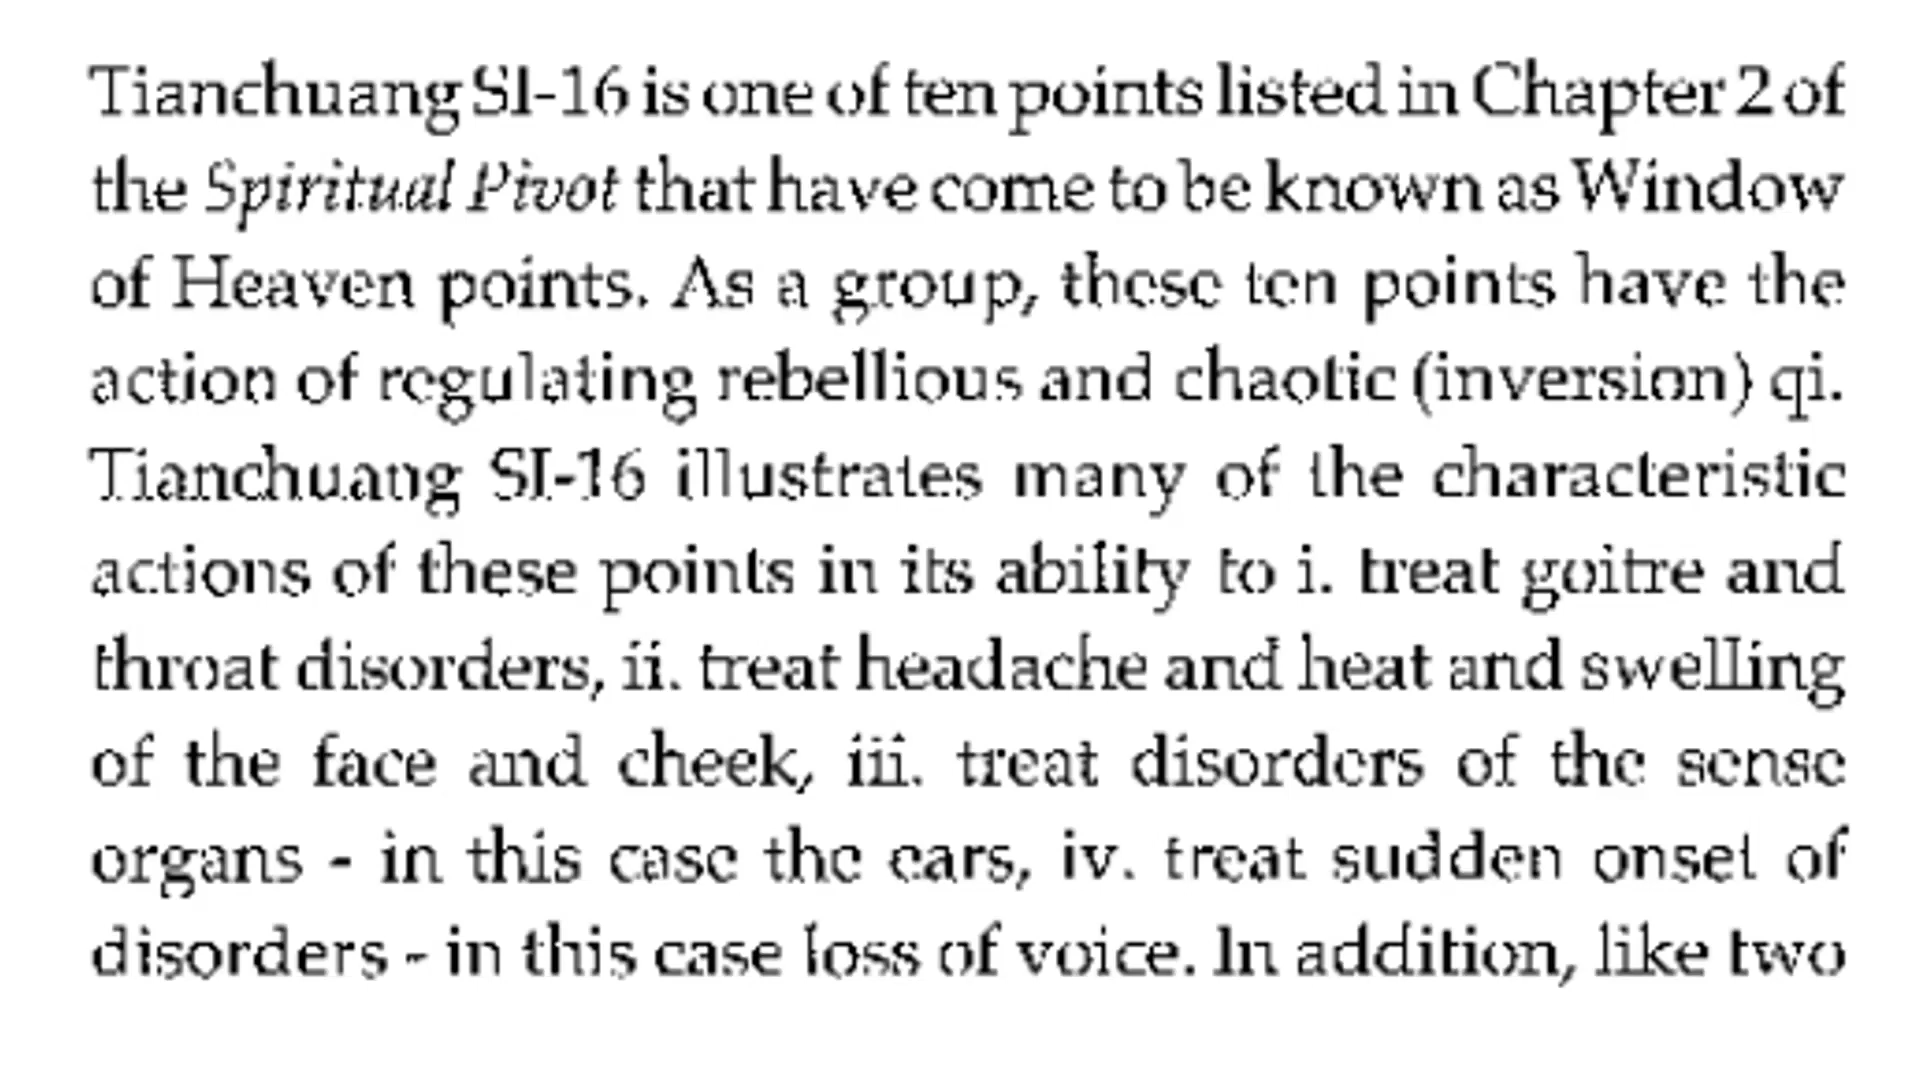 Tianchuang SI-16 is one of ten points listed in Chapter 2 of
the Spiritual Pivot that have come to be known as Window
of Heaven points. As a group, these ten points have the
action of regulating rebellious and chaotic (inversion) qi.
Tianchuang SI-16 illustrates many of the characteristic
actions of these points in its ability to i. treat goitre and
throat disorders, ii. treat headache and heat and swelling
of the face and cheek, iii. treat disorders of the sense
organs - in this case the ears, iv. treat sudden onset of
disorders - in this case loss of voice. In addition, like two